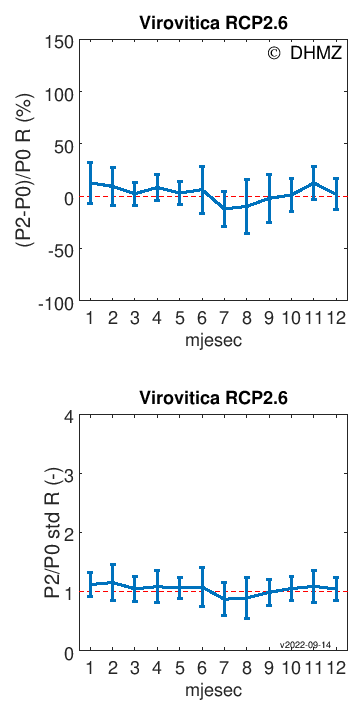 Virovitica RCP2.6
© DHMZ
(P2-P0)/P0 R (%)
150
100
50
0
-50
-100
1 2 3 4 5 6 7 8 9 10 11 12
mjesec
Virovitica RCP2.6
P2/P0 std R (-)
4
3
2
1
0
v2022-09-14
1 2 3 4 5 6 7 8 9 10 11 12
mjesec